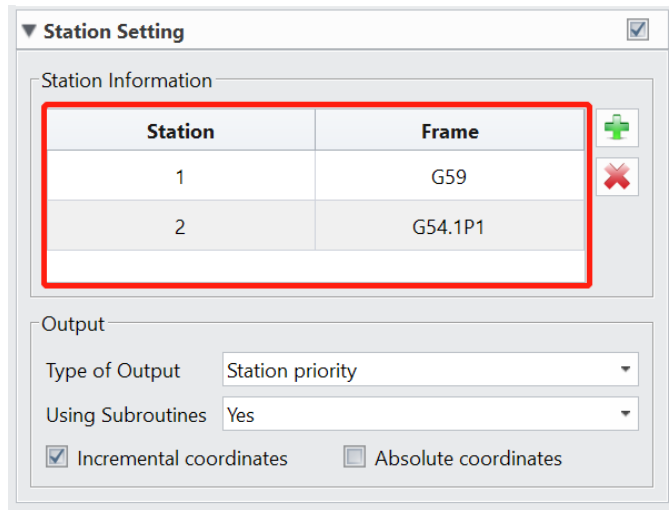 Station Setting
Station Information
Station Frame
1 G59
2 G54.1P1
Output
Type of Output Station priority
Using Subroutines Yes
Incremental coordinates Absolute coordinates